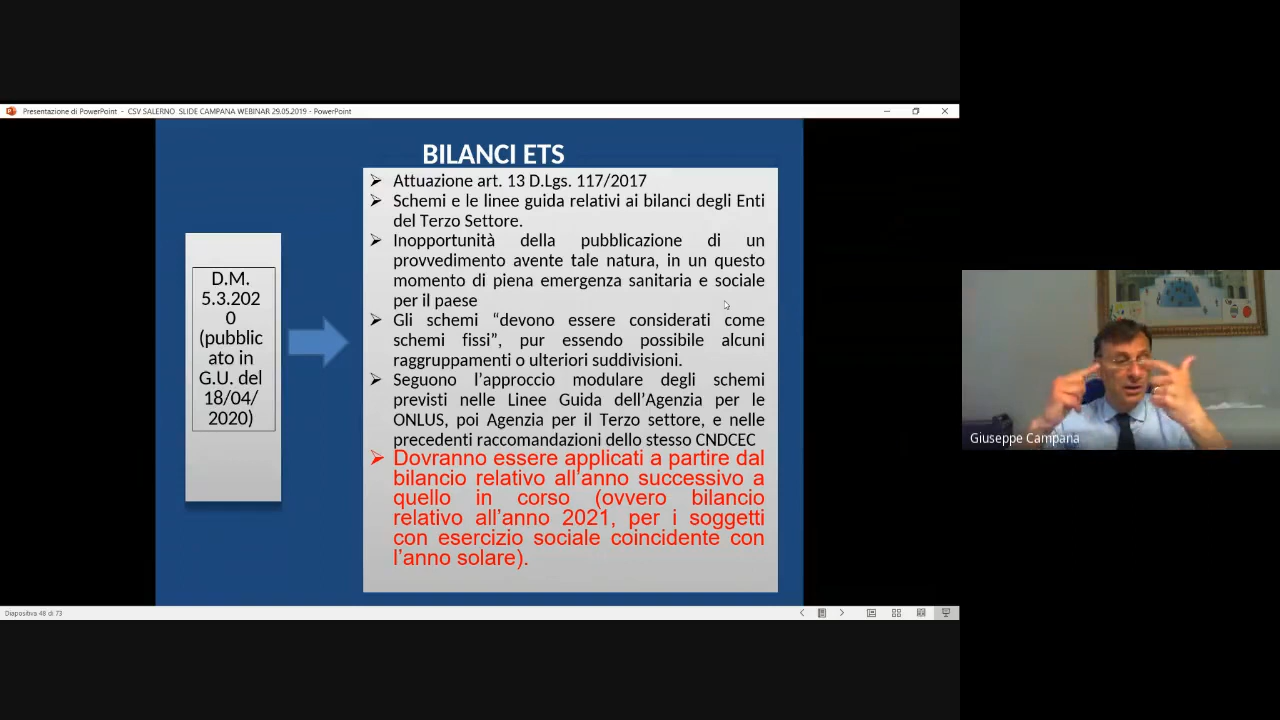 Presentazione di PowerPoint - CSV SALERNO SLIDE CAMPANA WEBINAR 29.05.2019 - PowerPoint
BILANCI ETS
D.M.
5.3.202
0
(pubblic
ato in
G.U. del
18/04/
2020)
➢ Attuazione art. 13 D.Lgs. 117/2017
➢ Schemi e le linee guida relativi ai bilanci degli Enti
del Terzo Settore.
➢ Inopportunità della pubblicazione di un
provvedimento avente tale natura, in un questo
momento di piena emergenza sanitaria e sociale
per il paese
➢ Gli schemi “devono essere considerati come
schemi fissi”, pur essendo possibile alcuni
raggruppamenti o ulteriori suddivisioni.
➢ Seguono l’approccio modulare degli schemi
previsti nelle Linee Guida dell’Agenzia per le
ONLUS, poi Agenzia per il Terzo settore, e nelle
precedenti raccomandazioni dello stesso CNDCEC
➢ Dovranno essere applicati a partire dal
bilancio relativo all’anno successivo a
quello in corso (ovvero bilancio
relativo all’anno 2021, per i soggetti
con esercizio sociale coincidente con
l’anno solare).
Giuseppe Campana
Diapositiva 48 di 73